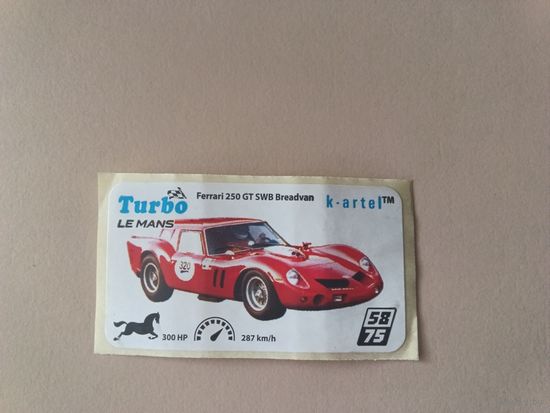 Turbo
LE MANS
Ferrari 250 GT SWB Breadvan
k-artel™
320
300 HP
287 km/h
58
75